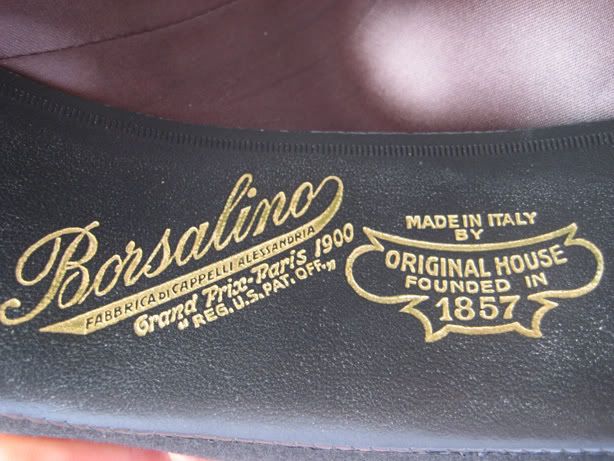 Borsalino
FABBRICA DI CAPPELLI ALESSANDRIA
Grand Prix-Paris 1900
"REG. U.S. PAT. OFF."
MADE IN ITALY
BY
ORIGINAL HOUSE
FOUNDED IN
1857